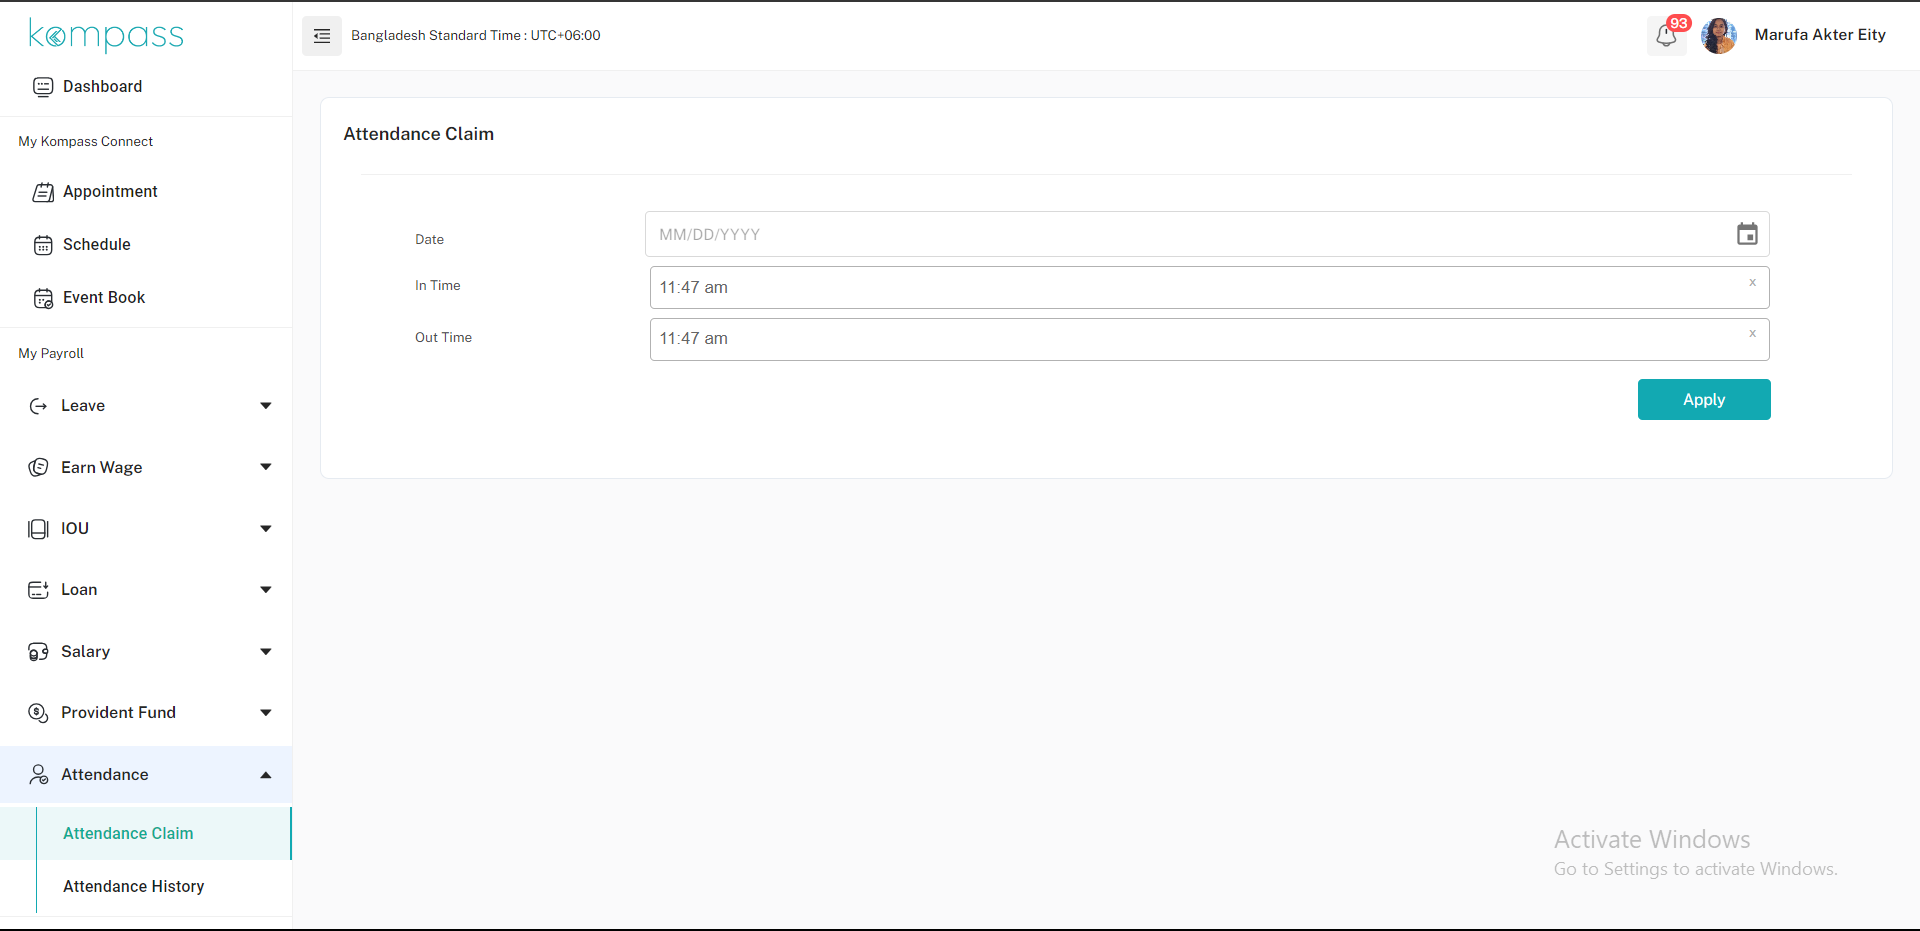 kompass
Bangladesh Standard Time : UTC+06:00
93
Marufa Akter Eity
Dashboard
My Kompass Connect
Appointment
Schedule
Event Book
My Payroll
Leave
Earn Wage
IOU
Loan
Salary
Provident Fund
Attendance
Attendance Claim
Attendance History
Attendance Claim
Date
MM/DD/YYYY
In Time
11:47 am
x
Out Time
11:47 am
x
Apply
Activate Windows
Go to Settings to activate Windows.